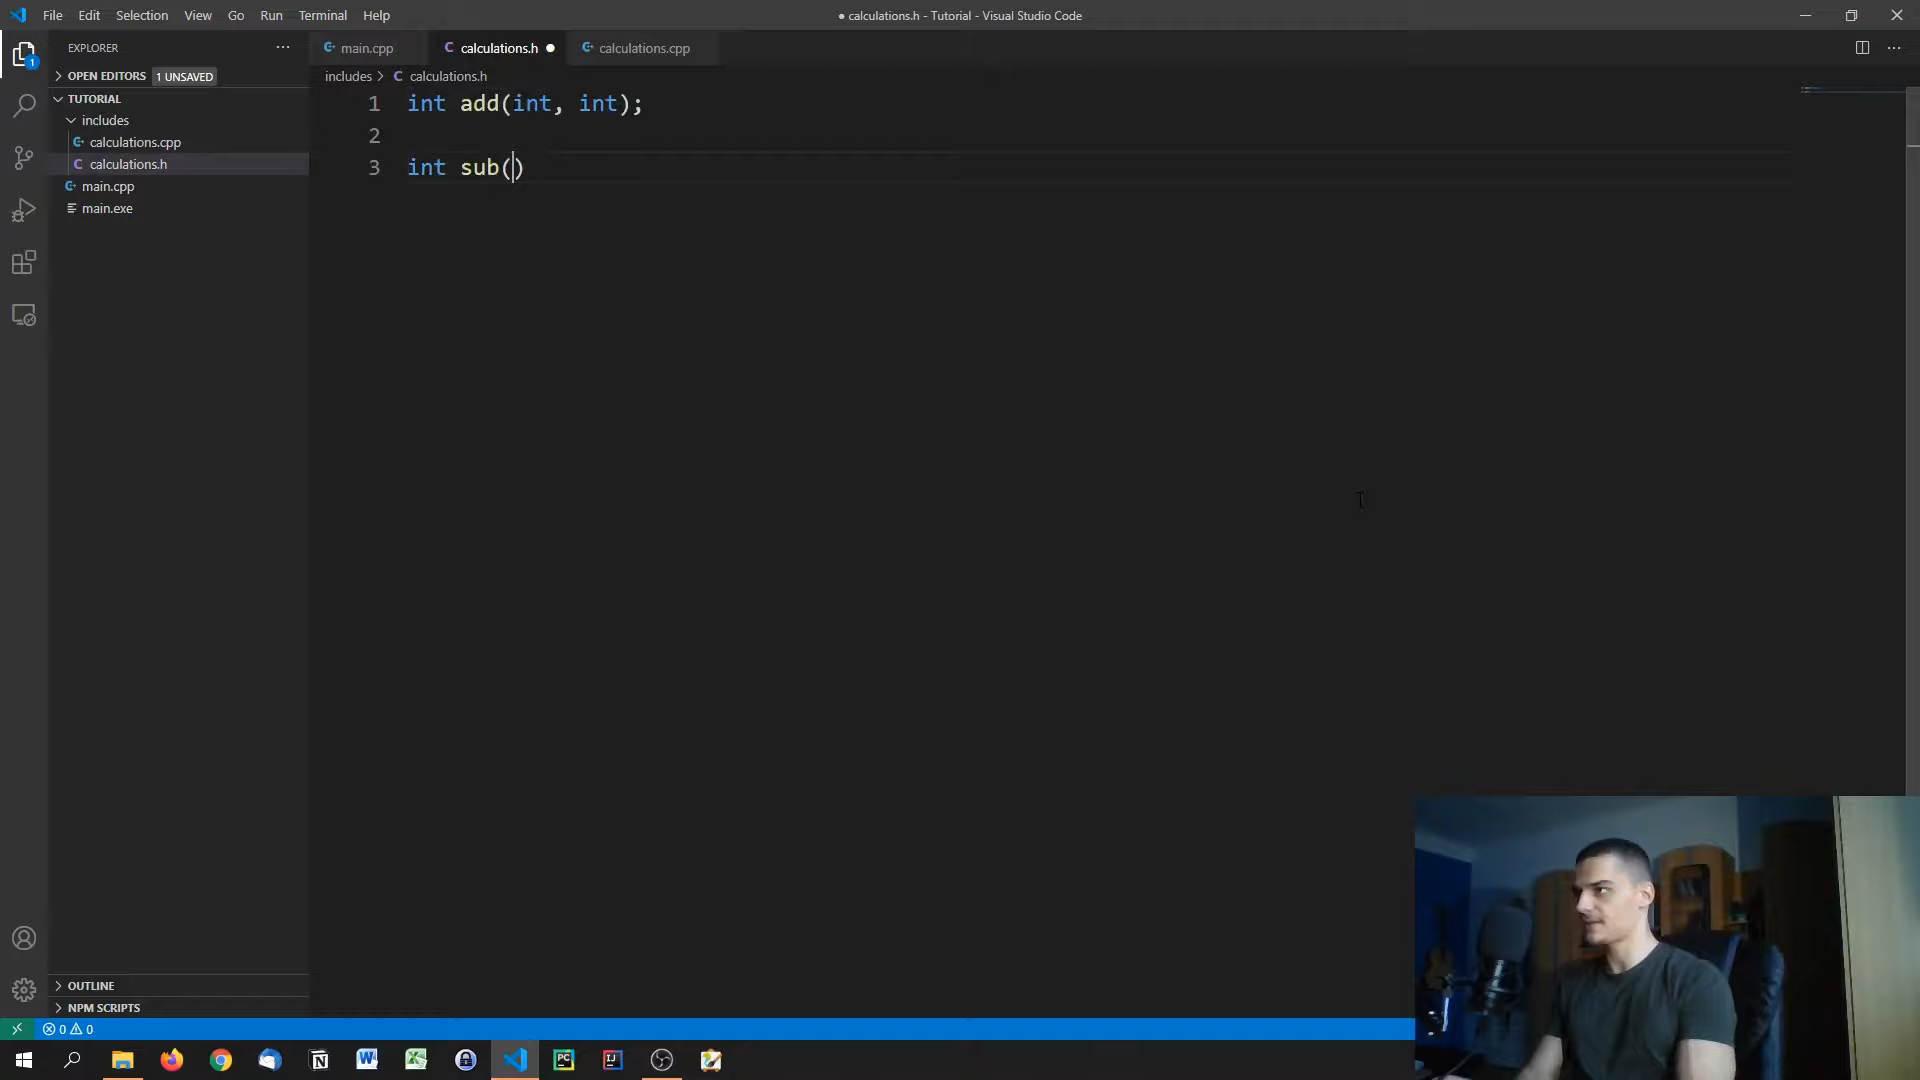 File Edit Selection View Go Run Terminal Help
● calculations.h - Tutorial - Visual Studio Code
EXPLORER
main.cpp
calculations.h
calculations.cpp
OPEN EDITORS 1 UNSAVED
includes > C calculations.h
TUTORIAL
includes
calculations.cpp
C calculations.h
main.cpp
main.exe
1 int add(int, int);
2
3 int sub()
OUTLINE
NPM SCRIPTS
0 0